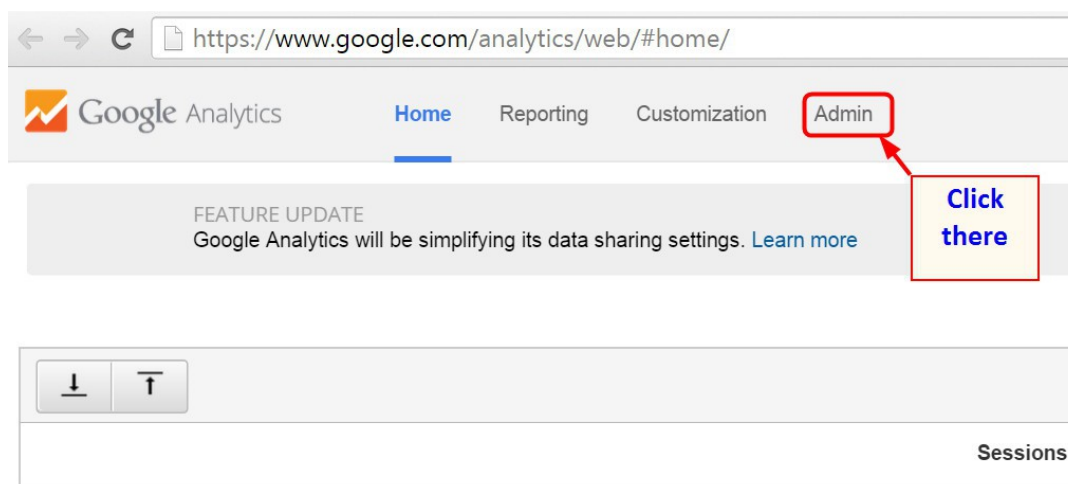 https://www.google.com/analytics/web/#home/
Google Analytics
Home Reporting Customization Admin
Click
there
FEATURE UPDATE
Google Analytics will be simplifying its data sharing settings. Learn more
Sessions